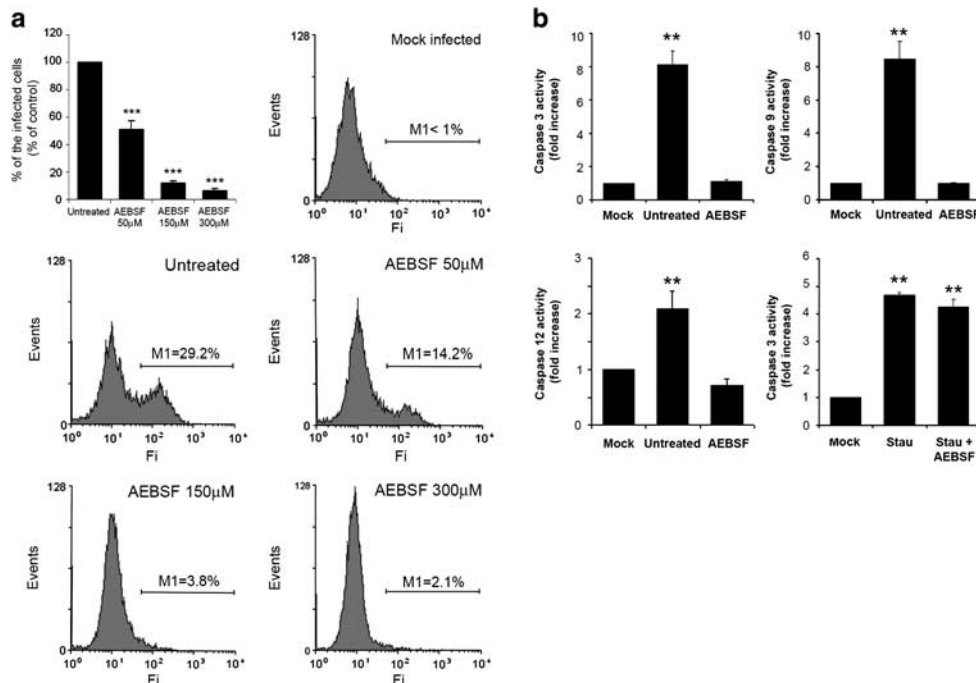 a
% of the infected cells
(% of control)
120
100
80
60
40
20
0
***
***
***
Untreated
AEBSF
50µM
AEBSF
150µM
AEBSF
300µM
Mock infected
128
Events
0
M1< 1%
10⁰ 10¹ 10² 10³ 10⁴
Fi
Untreated
128
Events
0
M1=29.2%
10⁰ 10¹ 10² 10³ 10⁴
Fi
AEBSF 50µM
128
Events
0
M1=14.2%
10⁰ 10¹ 10² 10³ 10⁴
Fi
AEBSF 150µM
128
Events
0
M1=3.8%
10⁰ 10¹ 10² 10³ 10⁴
Fi
AEBSF 300µM
128
Events
0
M1=2.1%
10⁰ 10¹ 10² 10³ 10⁴
Fi
b
Caspase 3 activity
(fold increase)
10
8
6
4
2
0
**
Mock Untreated AEBSF
Caspase 9 activity
(fold increase)
10
8
6
4
2
0
**
Mock Untreated AEBSF
Caspase 12 activity
(fold increase)
3
2
1
0
**
Mock Untreated AEBSF
Caspase 3 activity
(fold increase)
6
5
4
3
2
1
0
**
**
Mock Stau Stau +
AEBSF